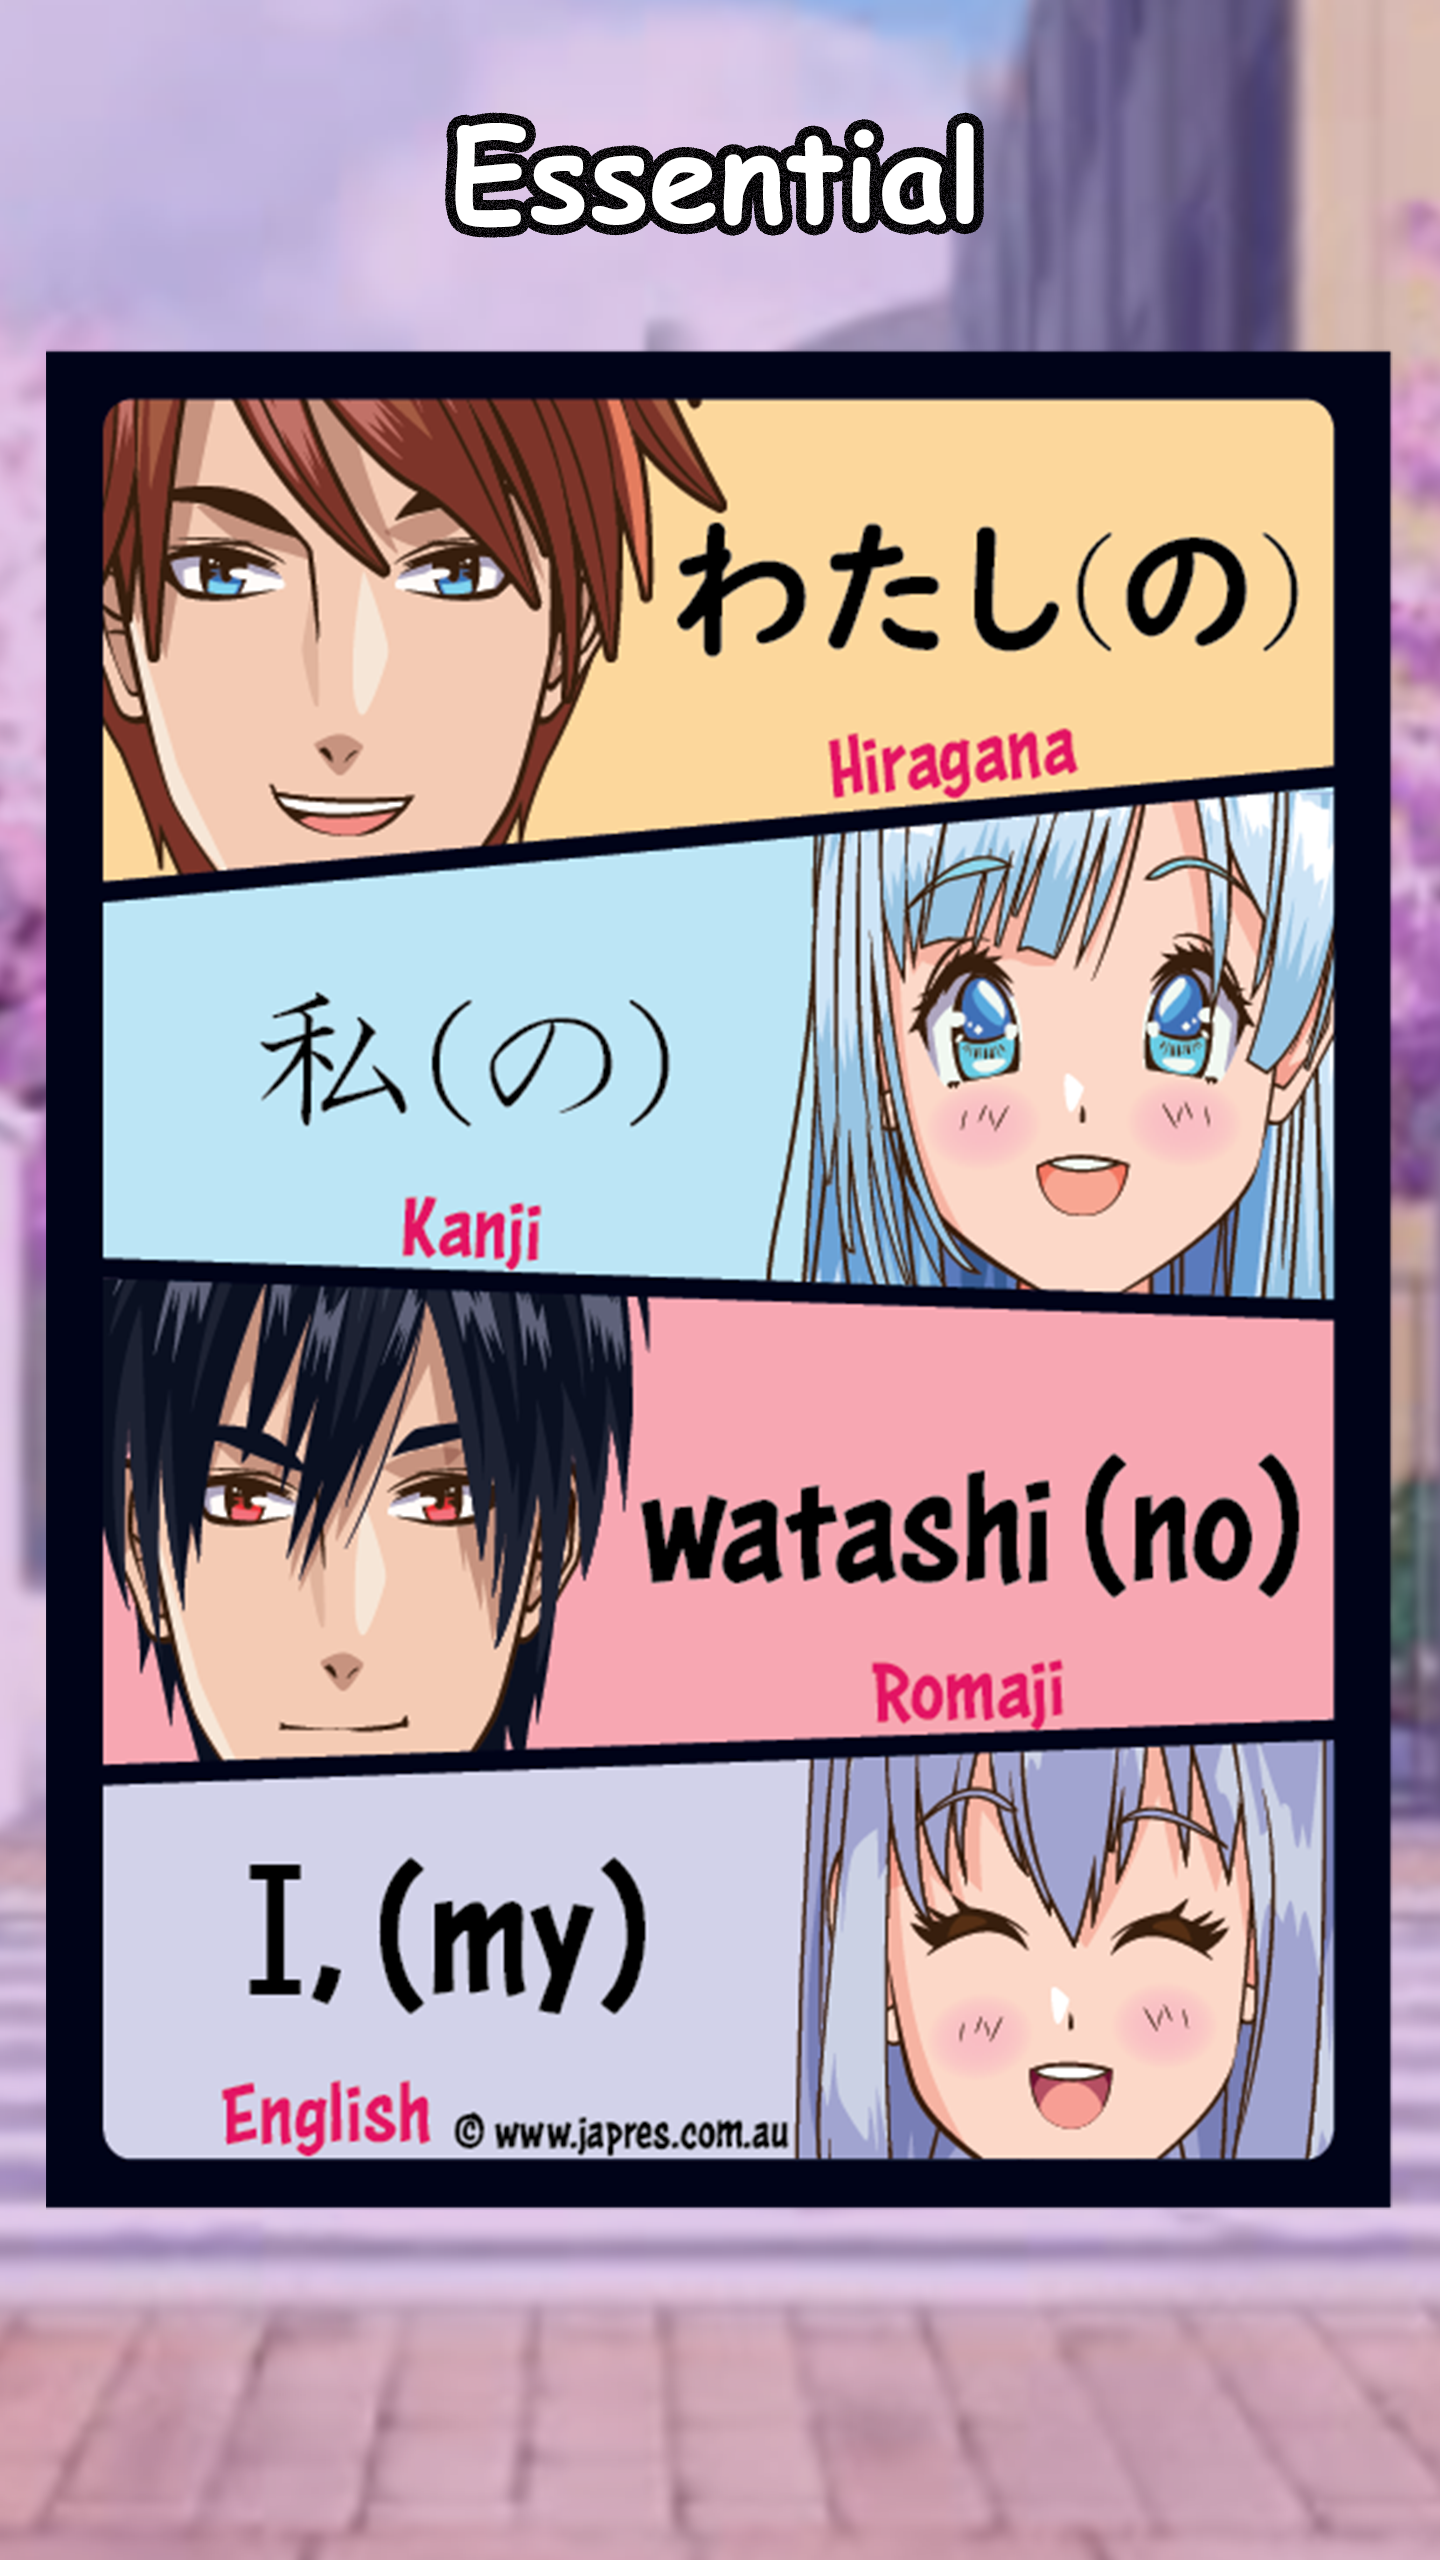 Essential
わたし(の)
Hiragana
私(の)
Kanji
watashi (no)
Romaji
I, (my)
English © www.japres.com.au